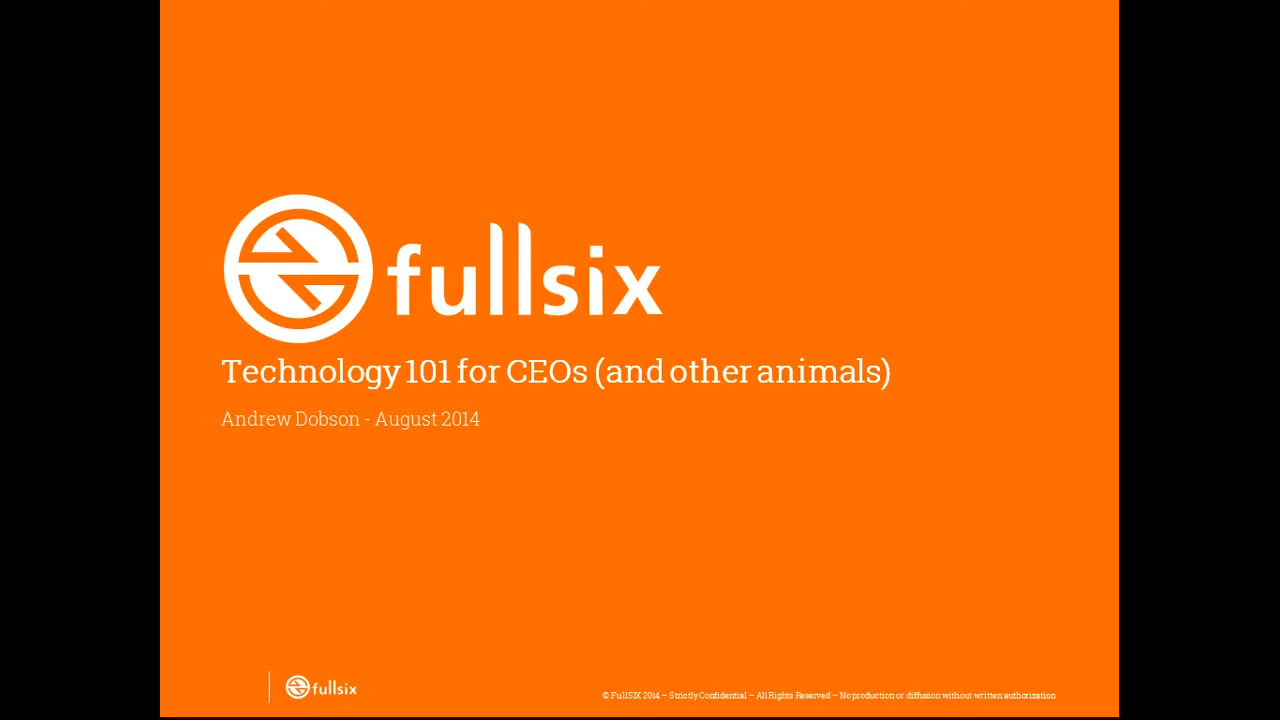 fullsix
Technology 101 for CEOs (and other animals)
Andrew Dobson - August 2014
fullsix
© FullSIX 2014 – Strictly Confidential – All Rights Reserved – No production or diffusion without written authorization